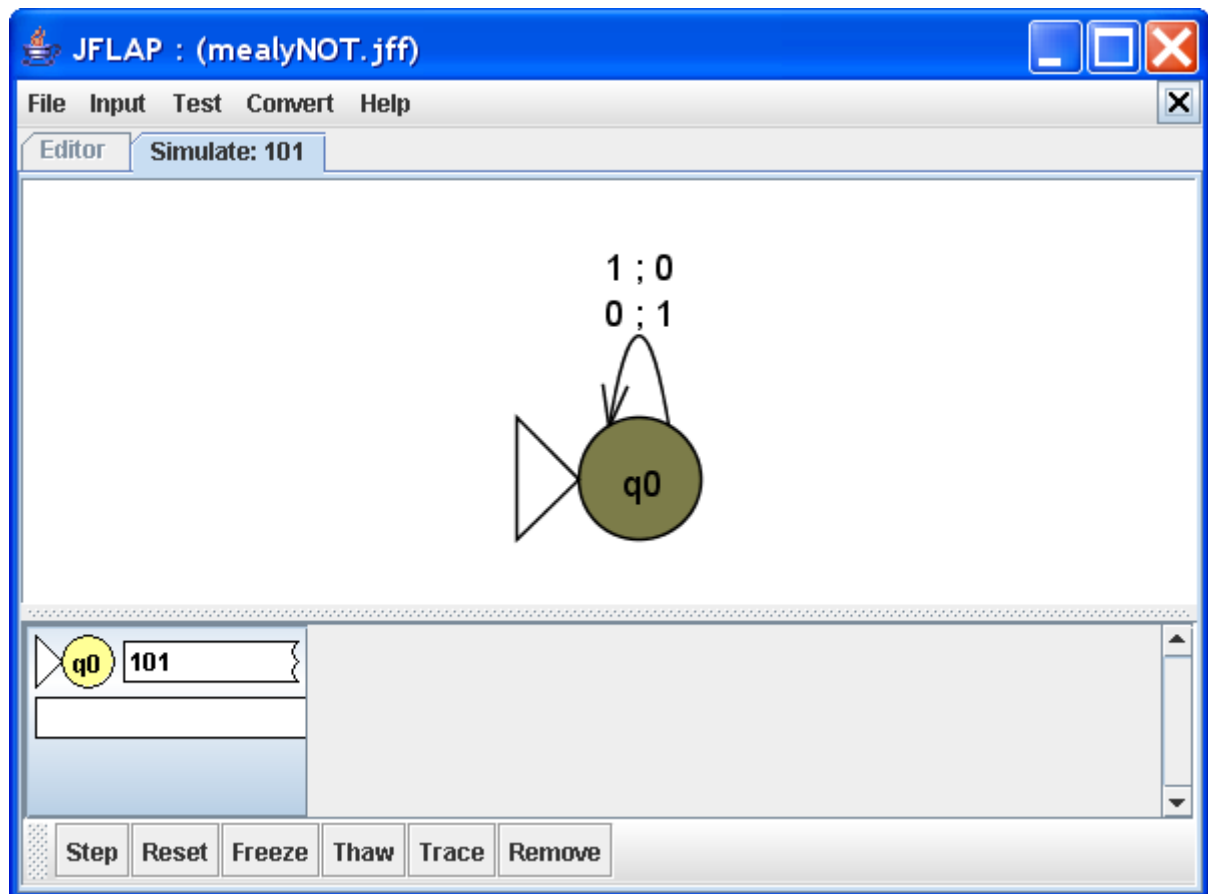 JFLAP : (mealyNOT.jff)
File Input Test Convert Help
Editor Simulate: 101
1 ; 0
0 ; 1
q0
q0 101
Step Reset Freeze Thaw Trace Remove